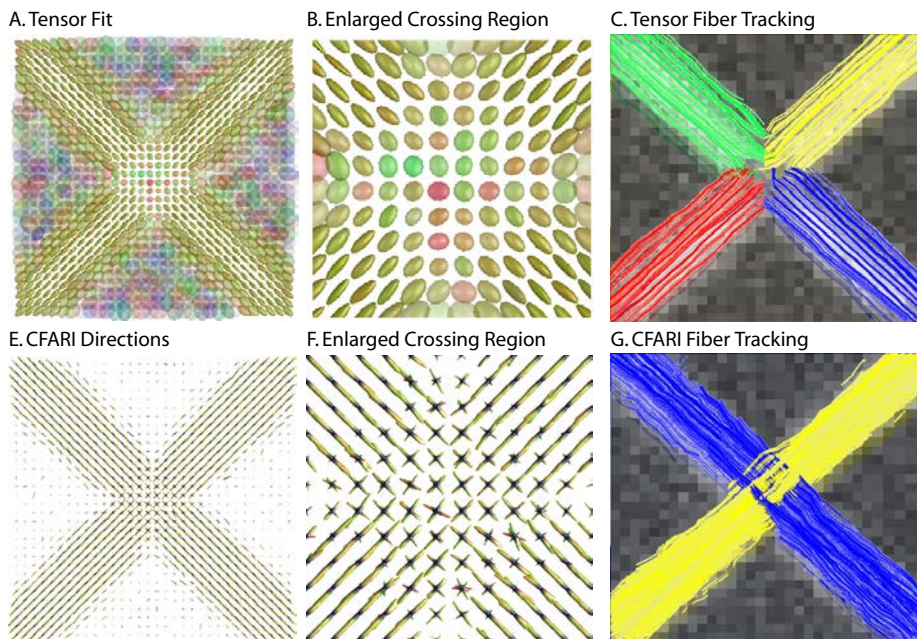 A. Tensor Fit
B. Enlarged Crossing Region
C. Tensor Fiber Tracking
E. CFARI Directions
F. Enlarged Crossing Region
G. CFARI Fiber Tracking